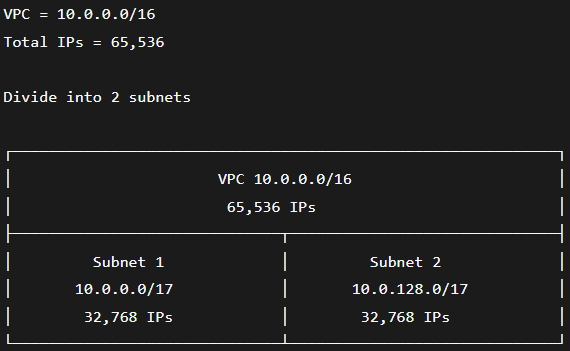 VPC = 10.0.0.0/16
Total IPs = 65,536
Divide into 2 subnets
VPC 10.0.0.0/16
65,536 IPs
Subnet 1 Subnet 2
10.0.0.0/17 10.0.128.0/17
32,768 IPs 32,768 IPs